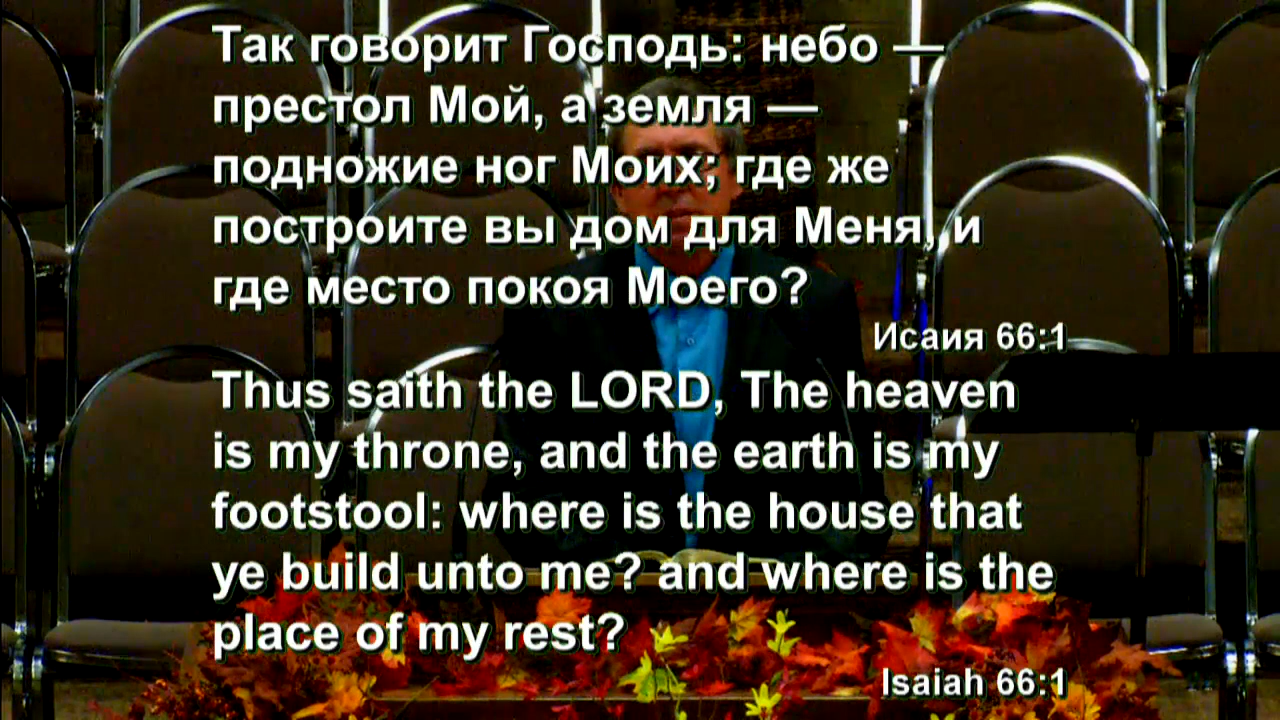 Так говорит Господь: небо —
престол Мой, а земля —
подножие ног Моих; где же
построите вы дом для Меня, и
где место покоя Моего?
Исаия 66:1
Thus saith the LORD, The heaven
is my throne, and the earth is my
footstool: where is the house that
ye build unto me? and where is the
place of my rest?
Isaiah 66:1